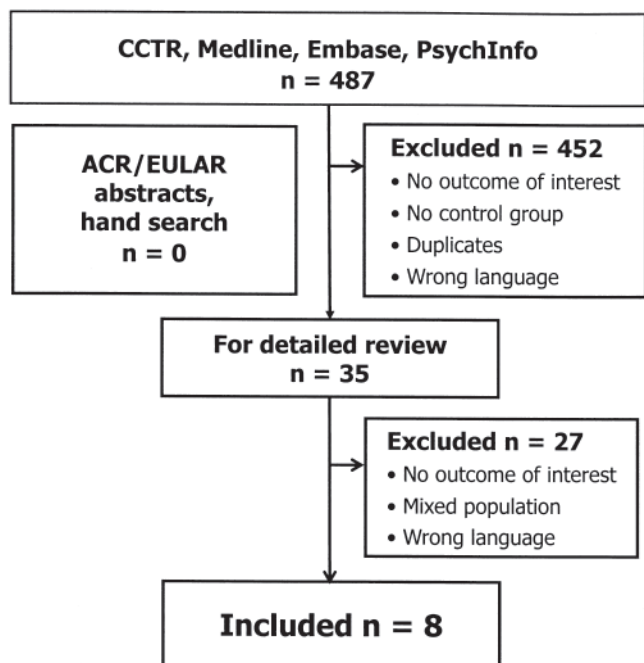 CCTR, Medline, Embase, PsychInfo
n = 487
ACR/EULAR
abstracts,
hand search
n = 0
Excluded n = 452
• No outcome of interest
• No control group
• Duplicates
• Wrong language
For detailed review
n = 35
Excluded n = 27
• No outcome of interest
• Mixed population
• Wrong language
Included n = 8